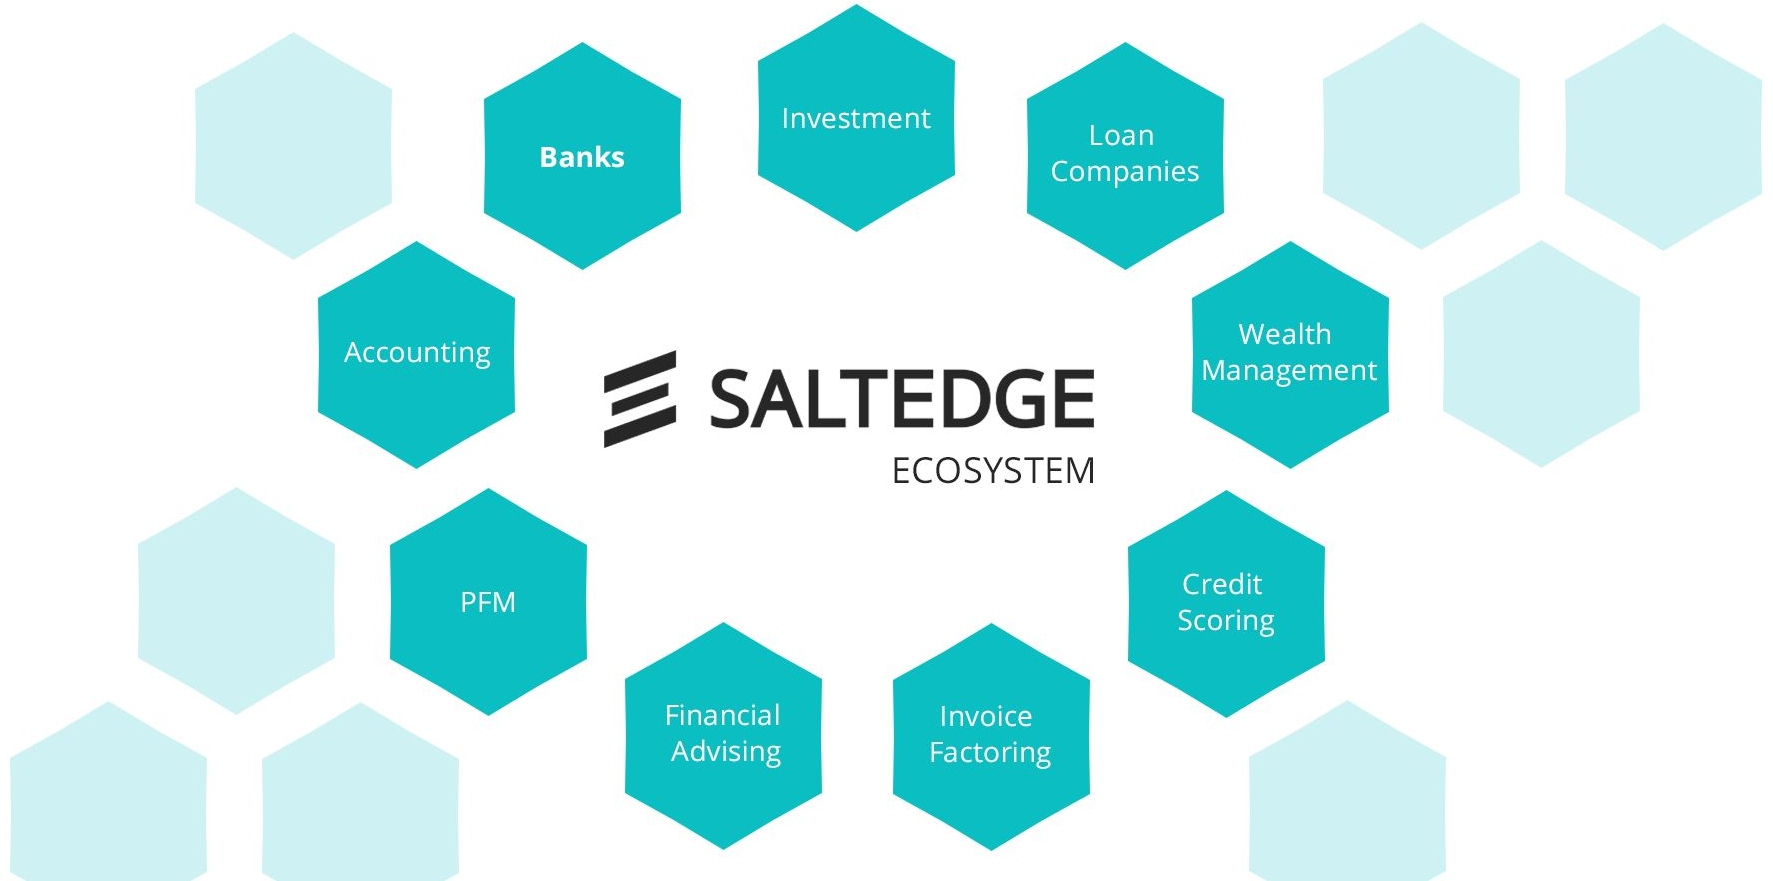 Investment
Banks
Loan
Companies
Accounting
Wealth
Management
SALTEDGE
ECOSYSTEM
PFM
Credit
Scoring
Financial
Advising
Invoice
Factoring